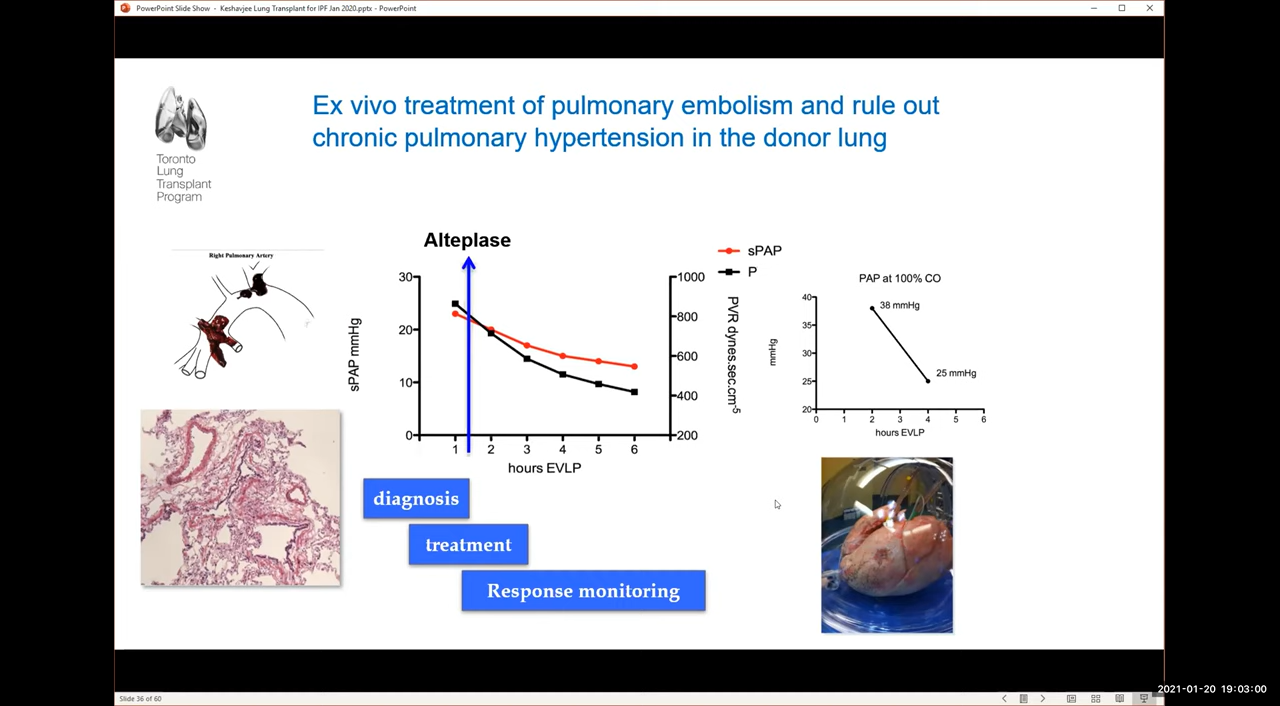 PowerPoint Slide Show - Keshavjee Lung Transplant for IPF Jan 2020.pptx - PowerPoint
Ex vivo treatment of pulmonary embolism and rule out
chronic pulmonary hypertension in the donor lung
Toronto
Lung
Transplant
Program
Right Pulmonary Artery
Alteplase
sPAP
P
30
20
10
0
sPAP mmHg
1000
800
600
400
200
PVR dynes.sec.cm-5
1 2 3 4 5 6
hours EVLP
PAP at 100% CO
40
35
30
25
20
mmHg
38 mmHg
25 mmHg
0 1 2 3 4 5 6
hours EVLP
diagnosis
treatment
Response monitoring
Slide 36 of 60
2021-01-20 19:03:00